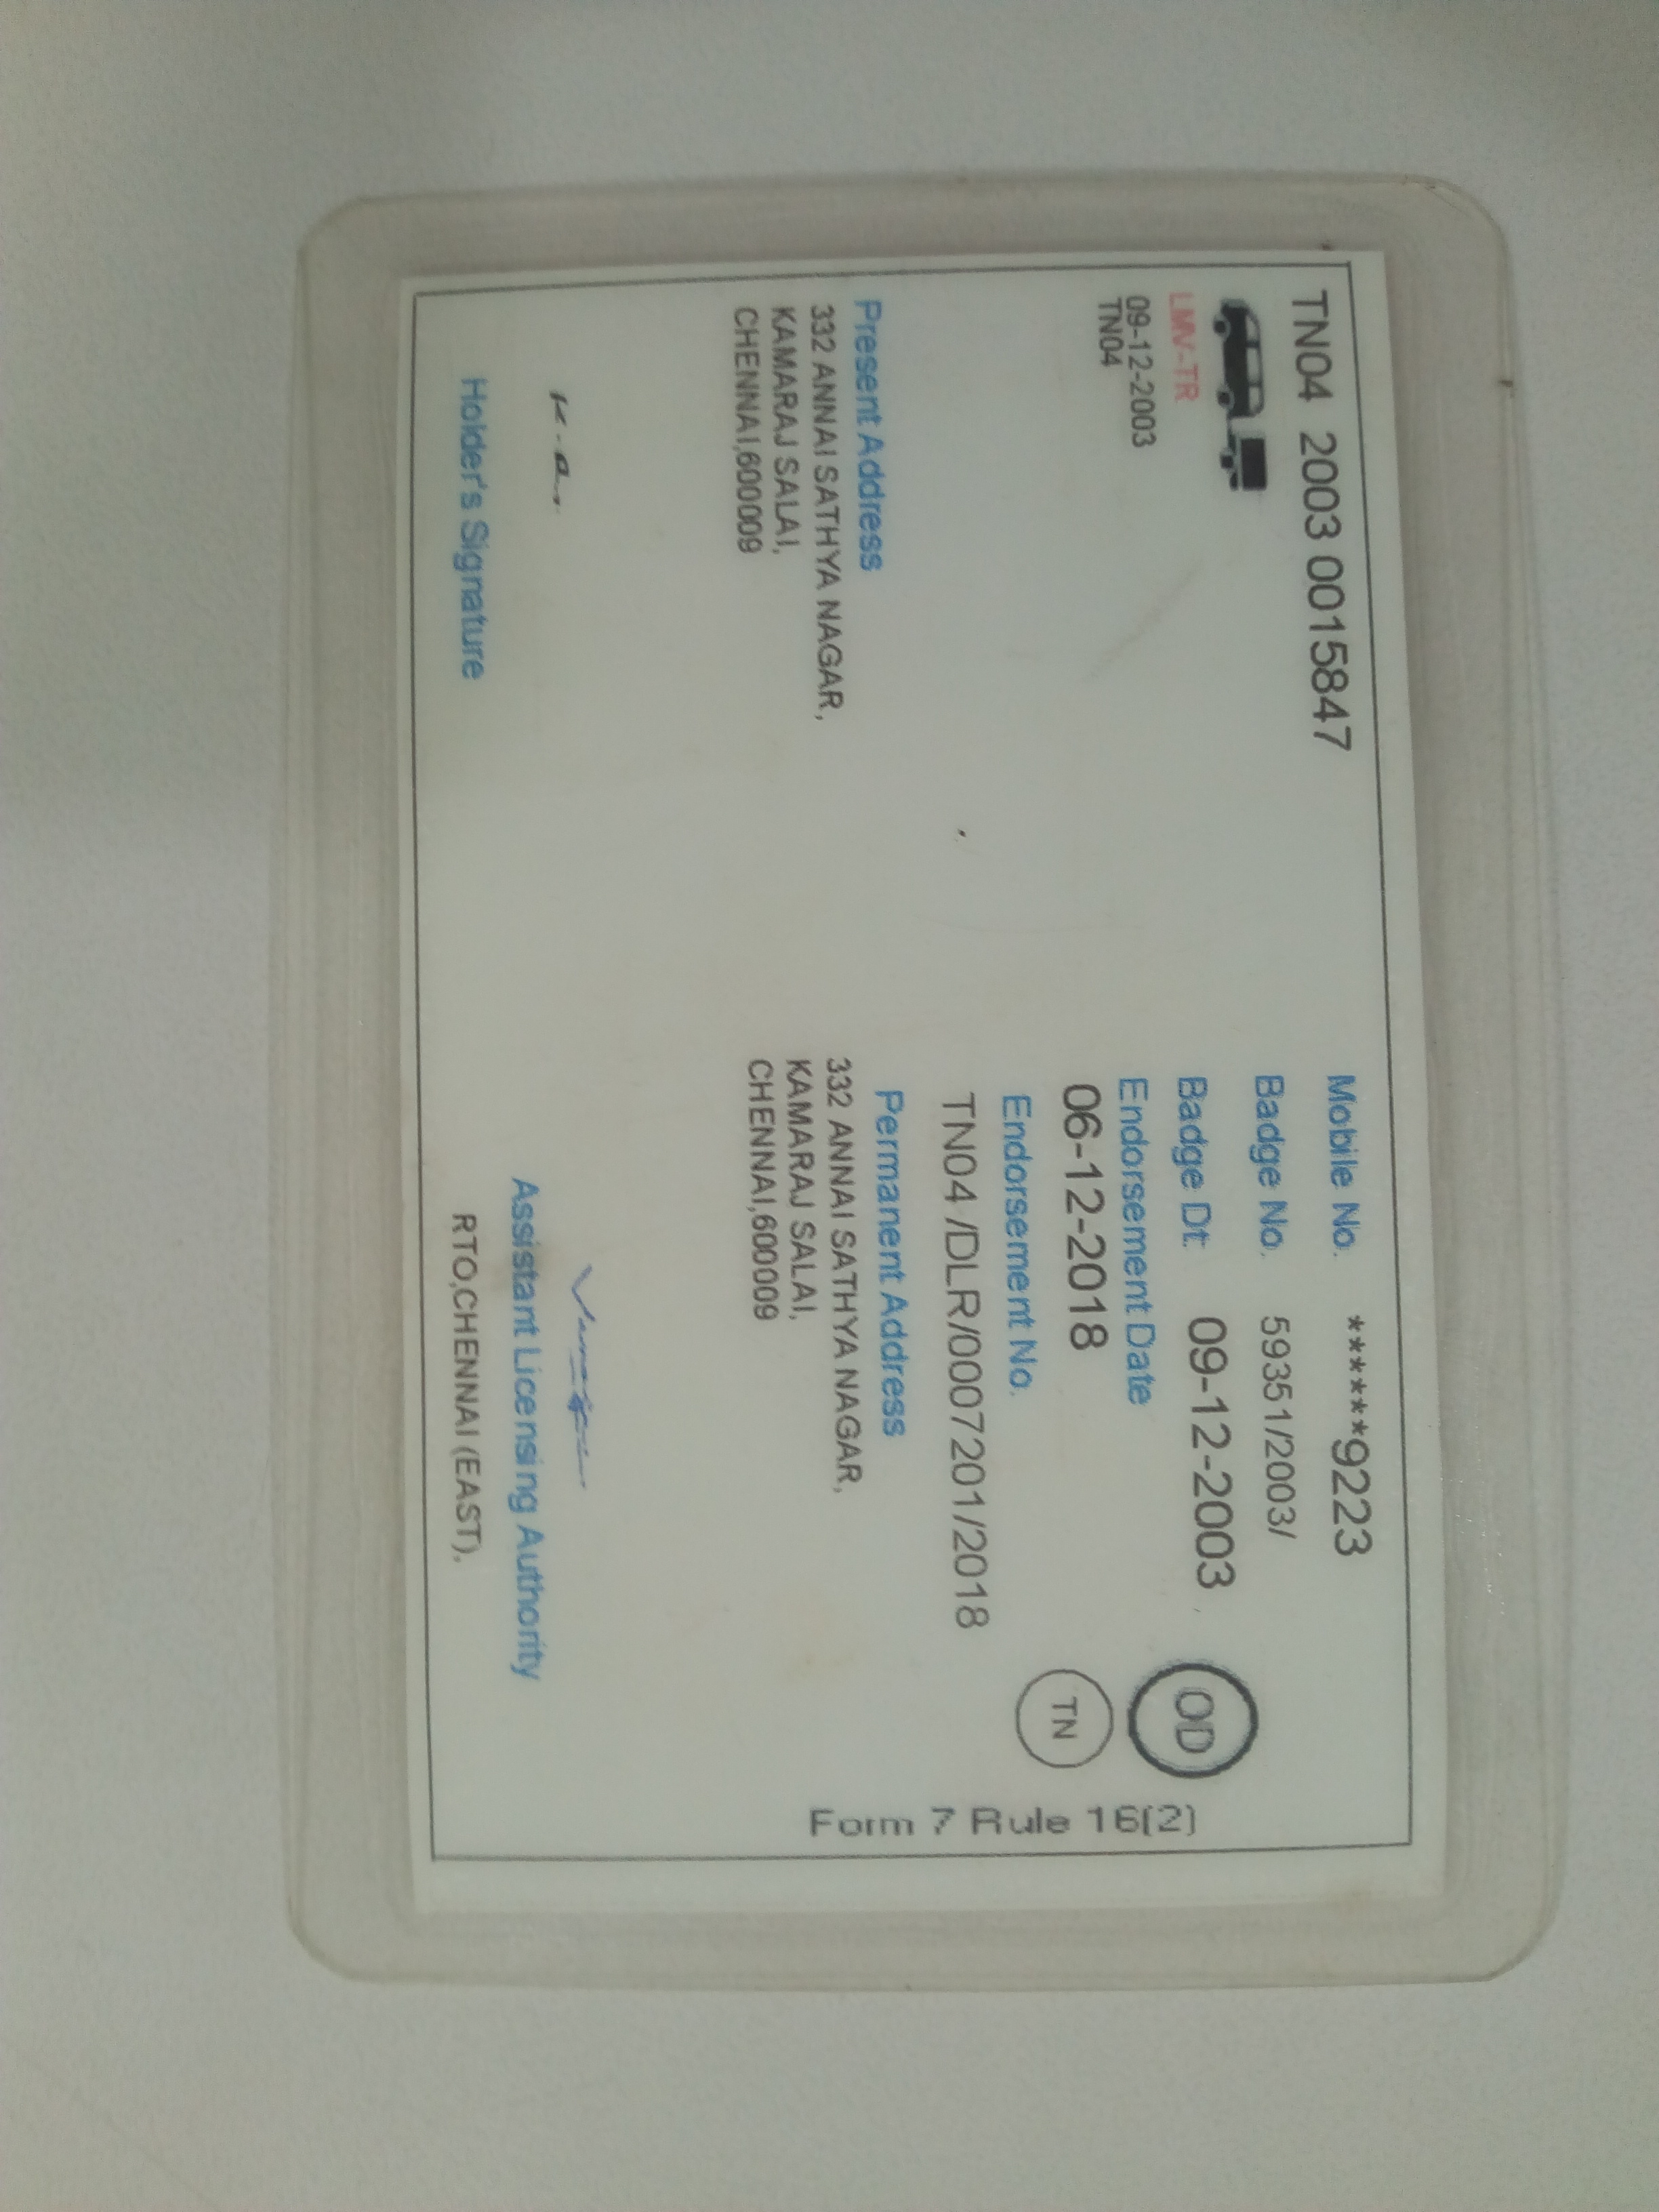 TN04 2003 0015847
LMV-TR
09-12-2003
TN04
Mobile No. ******9223
Badge No. 59351/2003/
Badge Dt. 09-12-2003
Endorsement Date
06-12-2018
Endorsement No.
TN04 /DLR/0007201/2018
OD
TN
Form 7 Rule 16(2)
Present Address
332 ANNAI SATHYA NAGAR,
KAMARAJ SALAI,
CHENNAI,600009
Permanent Address
332 ANNAI SATHYA NAGAR,
KAMARAJ SALAI,
CHENNAI,600009
Holder's Signature
Assistant Licensing Authority
RTO,CHENNAI (EAST).